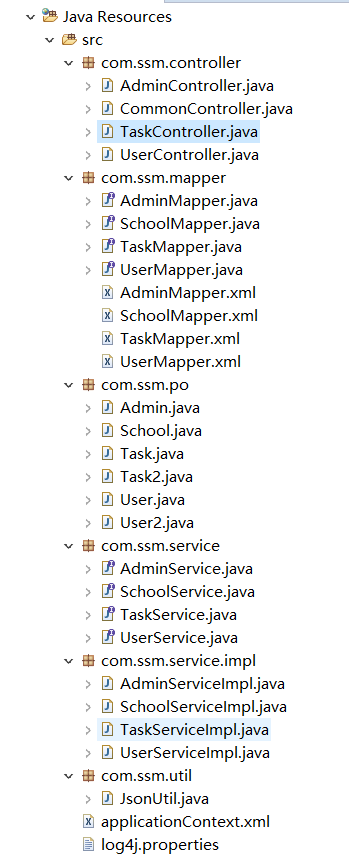 Java Resources
src
com.ssm.controller
AdminController.java
CommonController.java
TaskController.java
UserController.java
com.ssm.mapper
AdminMapper.java
SchoolMapper.java
TaskMapper.java
UserMapper.java
AdminMapper.xml
SchoolMapper.xml
TaskMapper.xml
UserMapper.xml
com.ssm.po
Admin.java
School.java
Task.java
Task2.java
User.java
User2.java
com.ssm.service
AdminService.java
SchoolService.java
TaskService.java
UserService.java
com.ssm.service.impl
AdminServiceImpl.java
SchoolServiceImpl.java
TaskServiceImpl.java
UserServiceImpl.java
com.ssm.util
JsonUtil.java
applicationContext.xml
log4j.properties